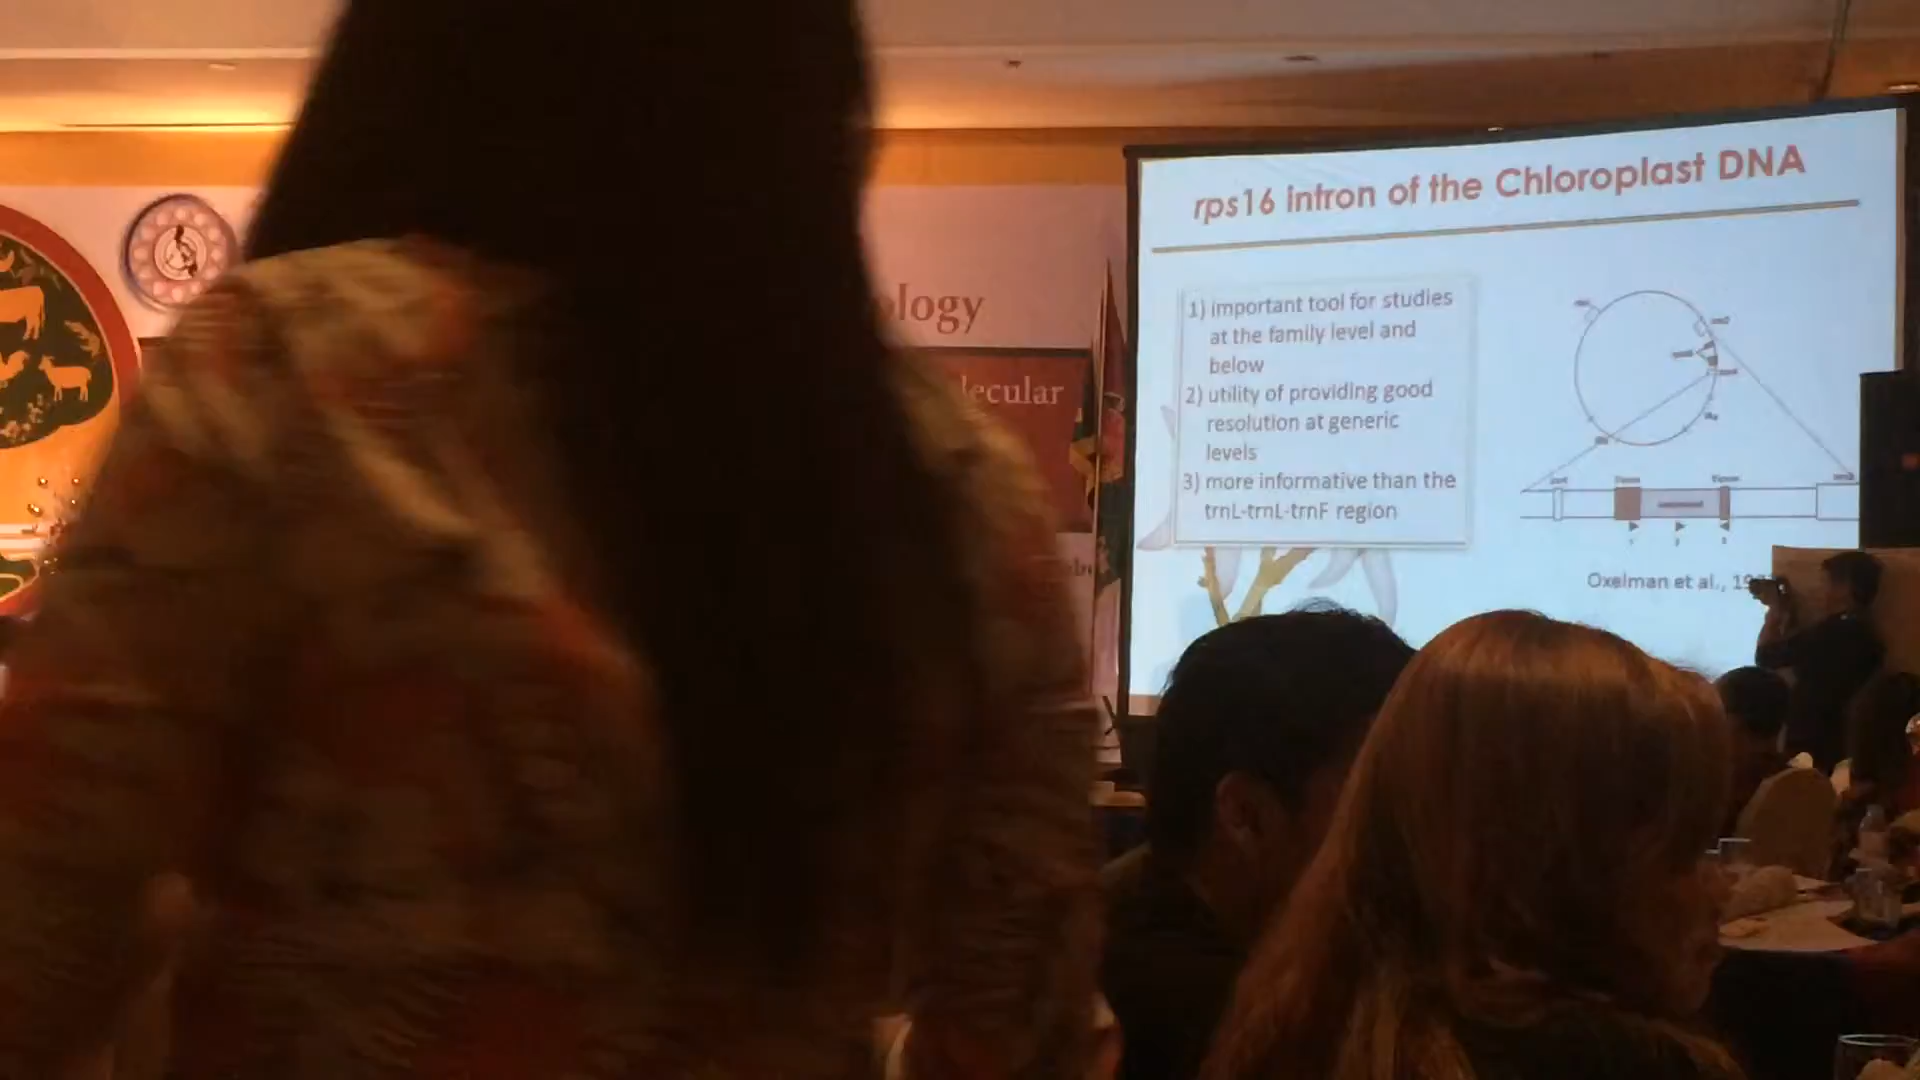 rps16 intron of the Chloroplast DNA
1) important tool for studies
at the family level and
below
2) utility of providing good
resolution at generic
levels
3) more informative than the
trnL-trnL-trnF region
Oxelman et al.,
ology
lecular